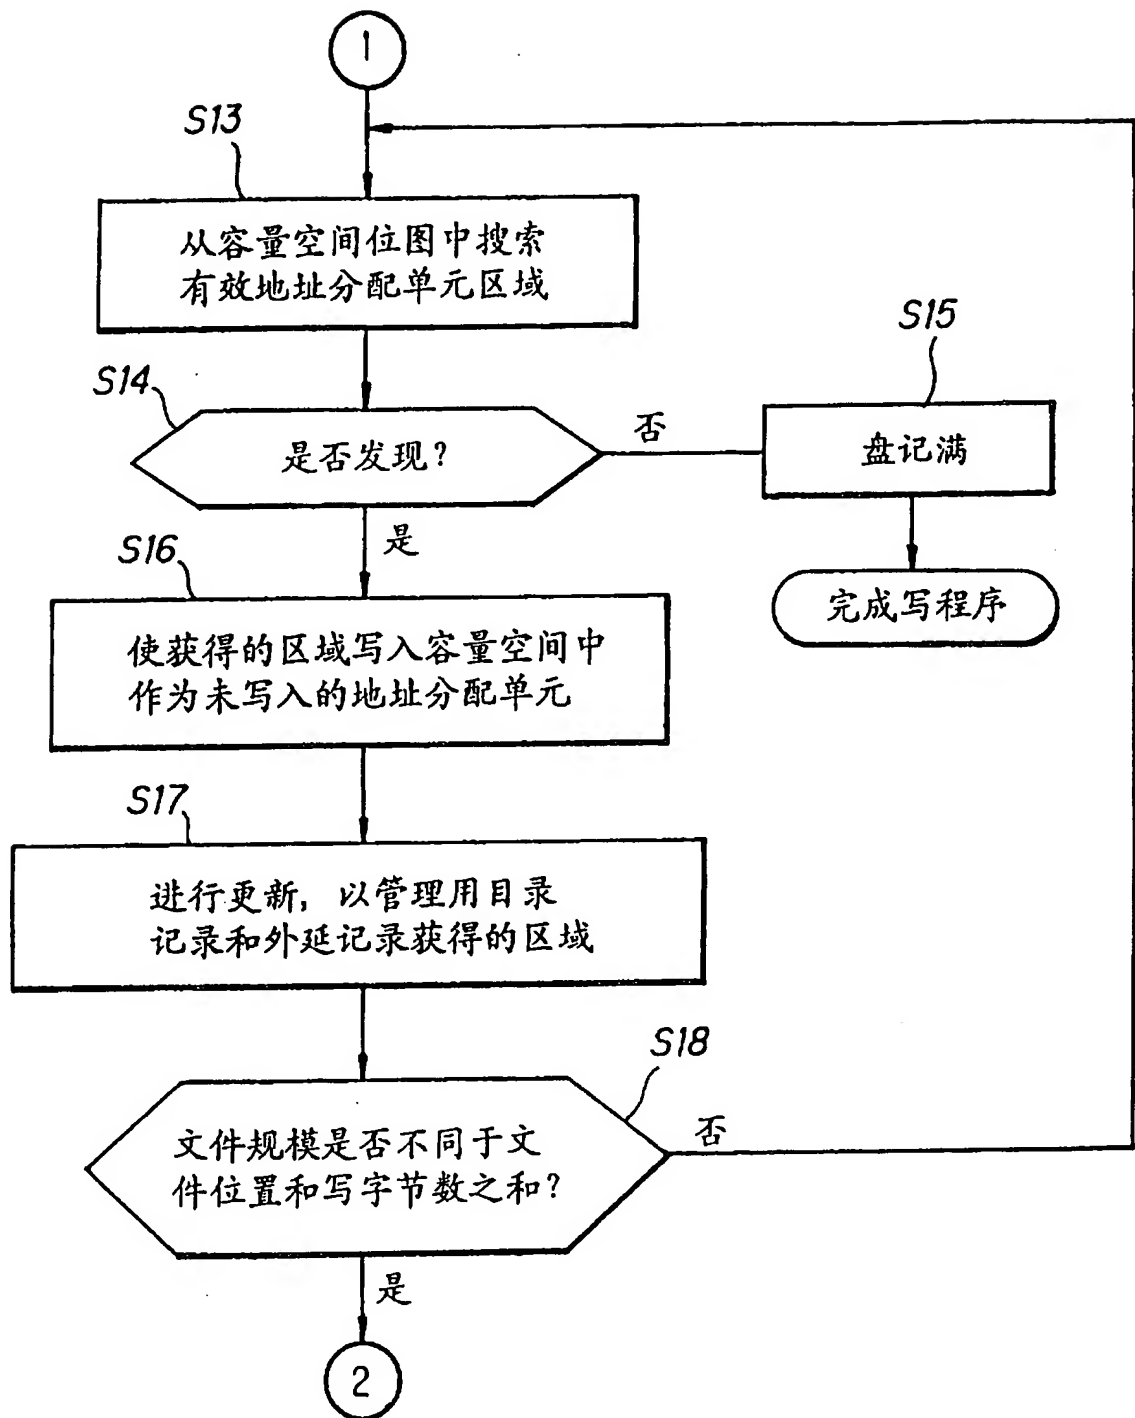 1
S13
从容量空间位图中搜索
有效地址分配单元区域
S14
是否发现?
否
S15
盘记满
完成写程序
是
S16
使获得的区域写入容量空间中
作为未写入的地址分配单元
S17
进行更新,以管理用目录
记录和外延记录获得的区域
S18
文件规模是否不同于文
件位置和写字节数之和?
否
是
2